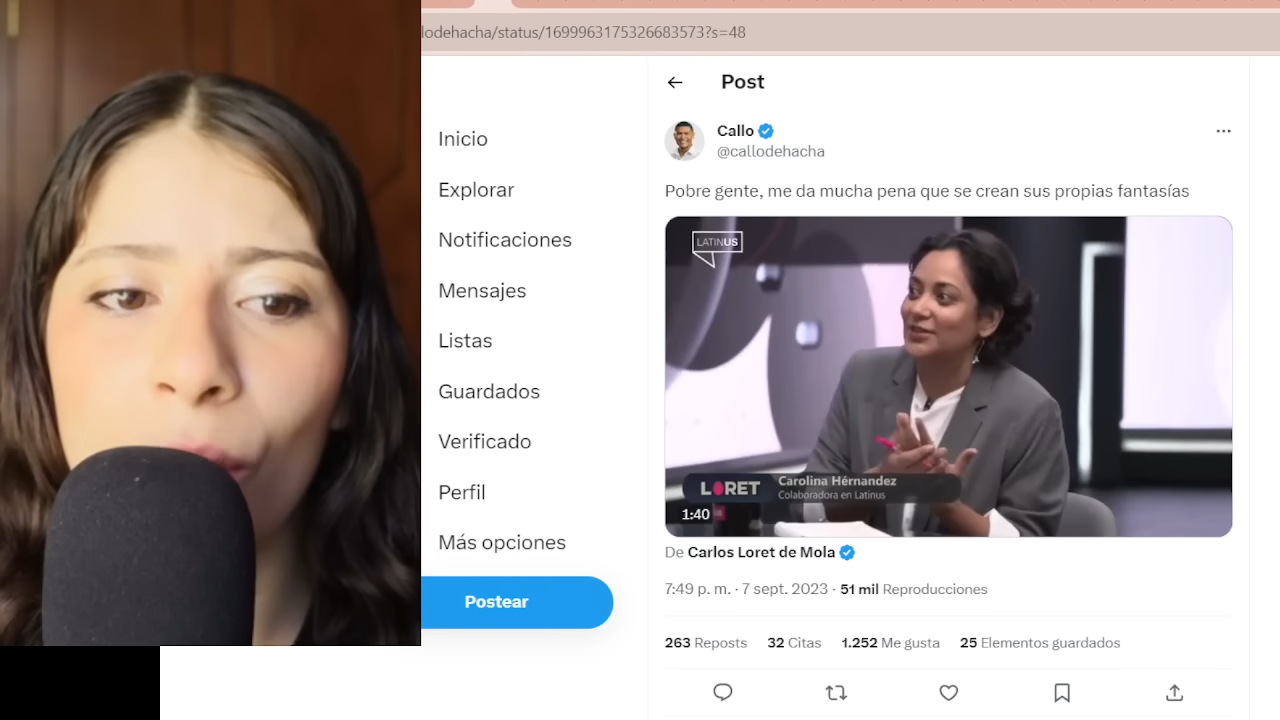 lodehacha/status/1699963175326683573?s=48
Post
Inicio
Explorar
Notificaciones
Mensajes
Listas
Guardados
Verificado
Perfil
Más opciones
Postear
Callo
@callodehacha
Pobre gente, me da mucha pena que se crean sus propias fantasías
LATINUS
LORET
Carolina Hérnandez
Colaboradora en Latinus
1:40
De Carlos Loret de Mola
7:49 p. m. · 7 sept. 2023 · 51 mil Reproducciones
263 Reposts 32 Citas 1.252 Me gusta 25 Elementos guardados